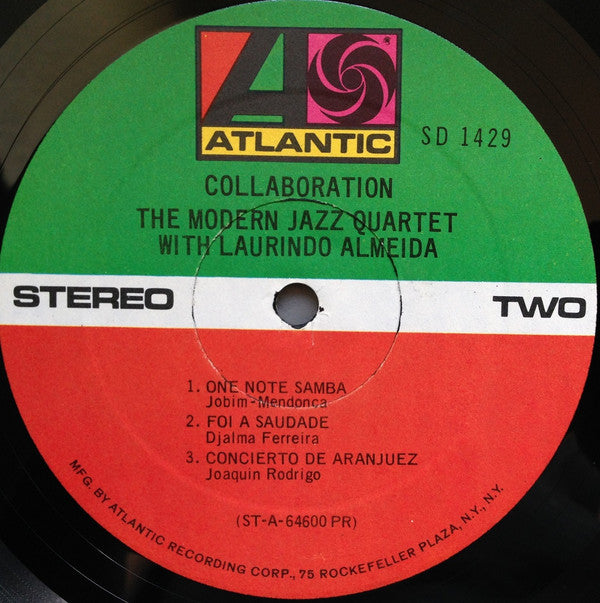 ATLANTIC
SD 1429
COLLABORATION
THE MODERN JAZZ QUARTET
WITH LAURINDO ALMEIDA
STEREO
TWO
1. ONE NOTE SAMBA
Jobim-Mendonca
2. FOI A SAUDADE
Djalma Ferreira
3. CONCIERTO DE ARANJUEZ
Joaquin Rodrigo
(ST-A-64600 PR)
MFG. BY ATLANTIC RECORDING CORP., 75 ROCKEFELLER PLAZA, N.Y., N.Y.